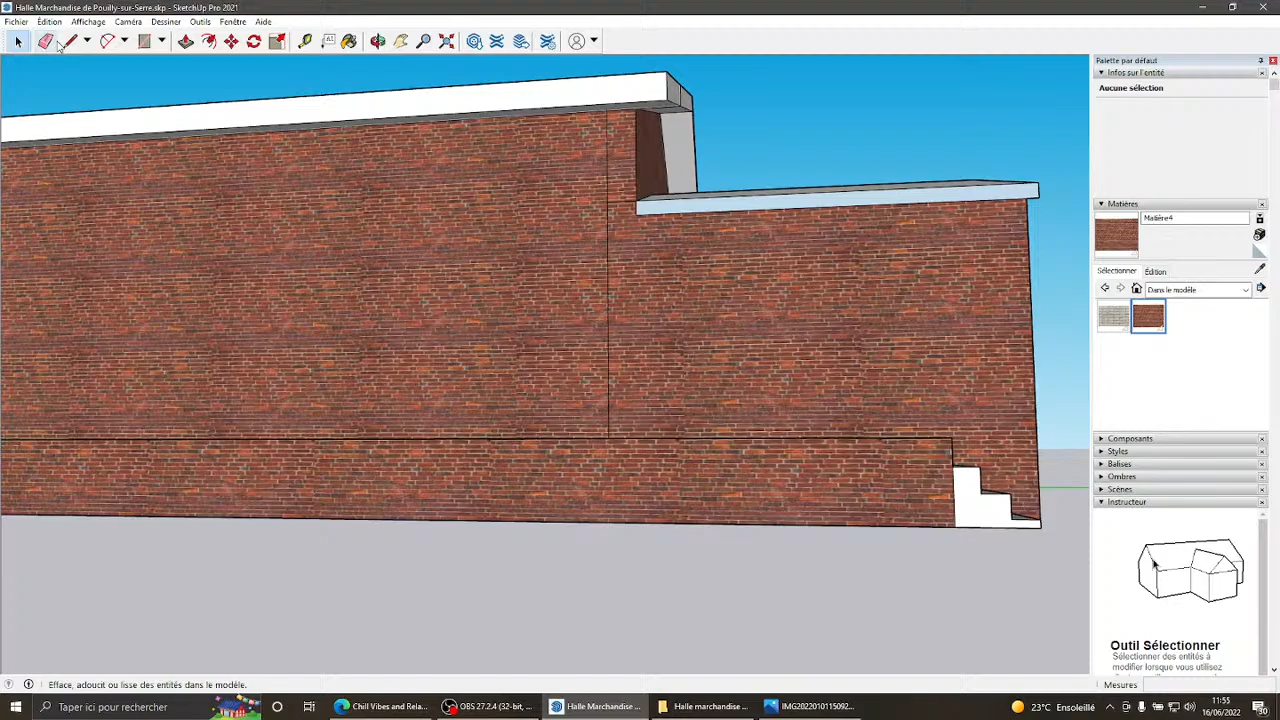 Halle Marchandise de Pouilly-sur-Serre.skp - SketchUp Pro 2021
Fichier Édition Affichage Caméra Dessiner Outils Fenêtre Aide
Palette par défaut
Infos sur l'entité
Aucune sélection
Matières
Matière4
Sélectionner Édition
Dans le modèle
Composants
Styles
Balises
Ombres
Scènes
Instructeur
Outil Sélectionner
Sélectionner des entités à
modifier lorsque vous utilisez
Efface, adoucit ou lisse des entités dans le modèle.
Mesures
Taper ici pour rechercher
Chill Vibes and Rela...
OBS 27.2.4 (32-bit, ...
Halle Marchandise ...
Halle marchandise ...
IMG2022010115092...
23°C Ensoleillé
11:55
16/06/2022